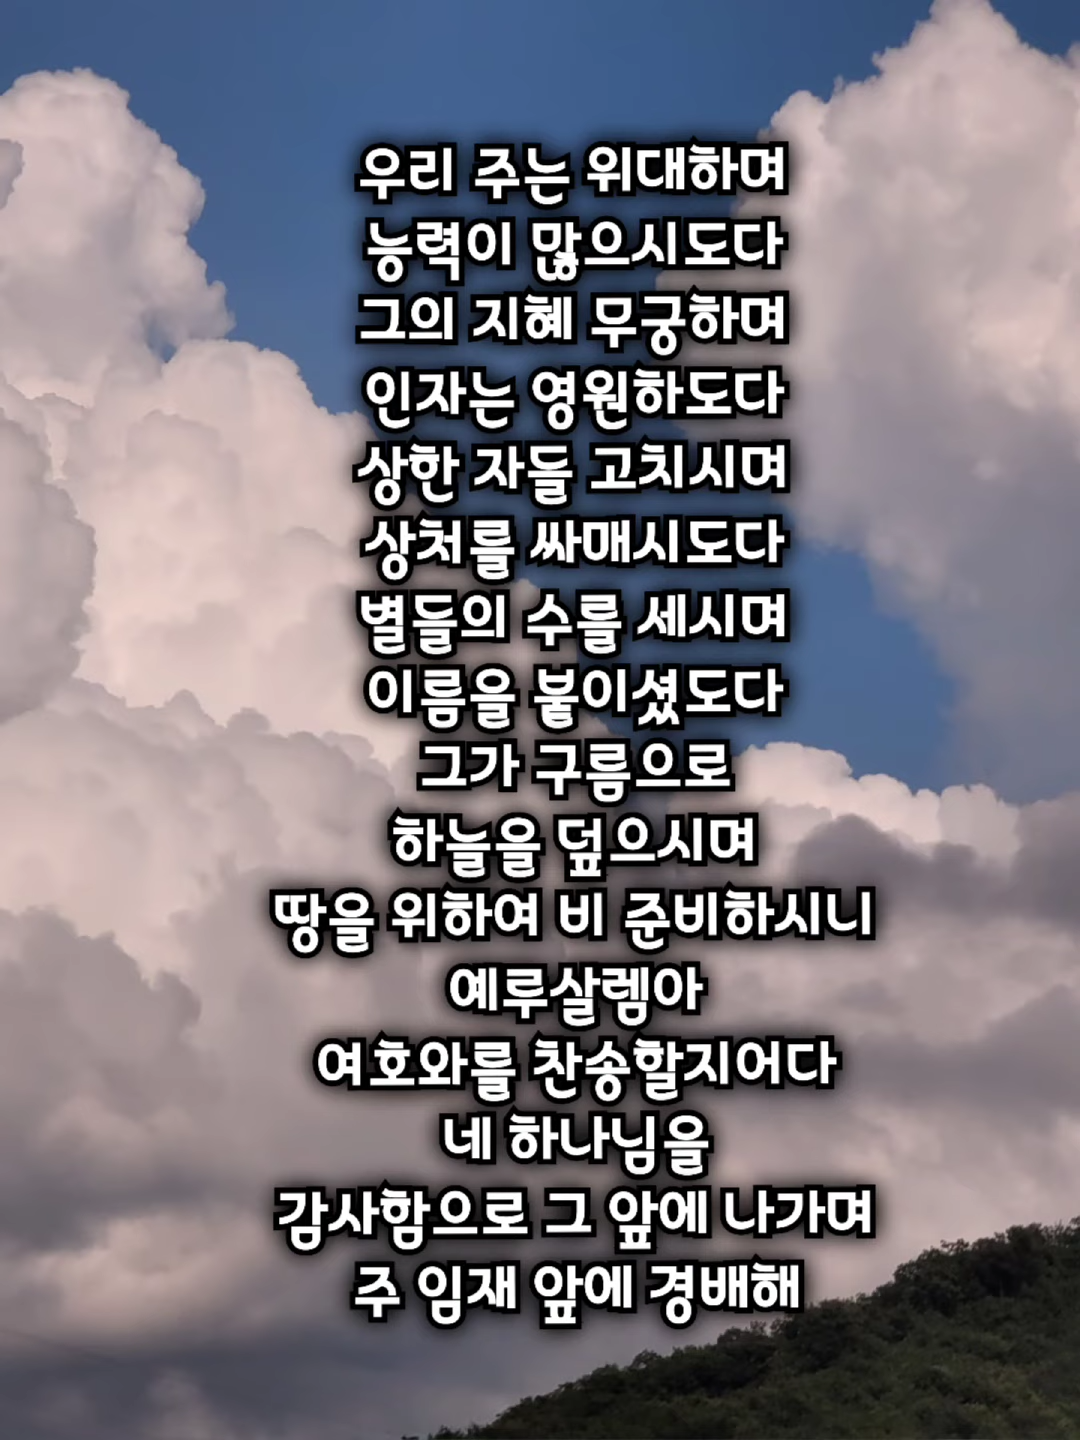 우리 주는 위대하며
능력이 많으시도다
그의 지혜 무궁하며
인자는 영원하도다
상한 자들 고치시며
상처를 싸매시도다
별들의 수를 세시며
이름을 붙이셨도다
그가 구름으로
하늘을 덮으시며
땅을 위하여 비 준비하시니
예루살렘아
여호와를 찬송할지어다
네 하나님을
감사함으로 그 앞에 나가며
주 임재 앞에 경배해